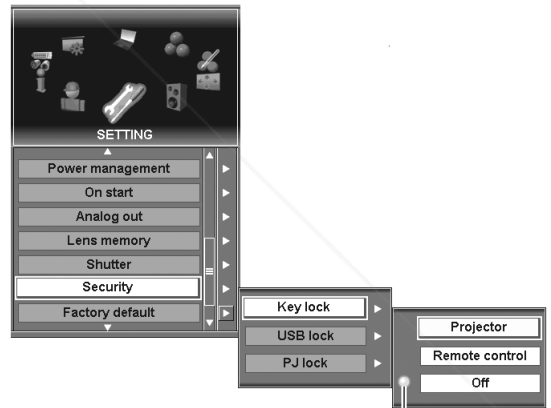 SETTING
Power management
On start
Analog out
Lens memory
Shutter
Security
Factory default
Key lock
USB lock
PJ lock
Projector
Remote control
Off